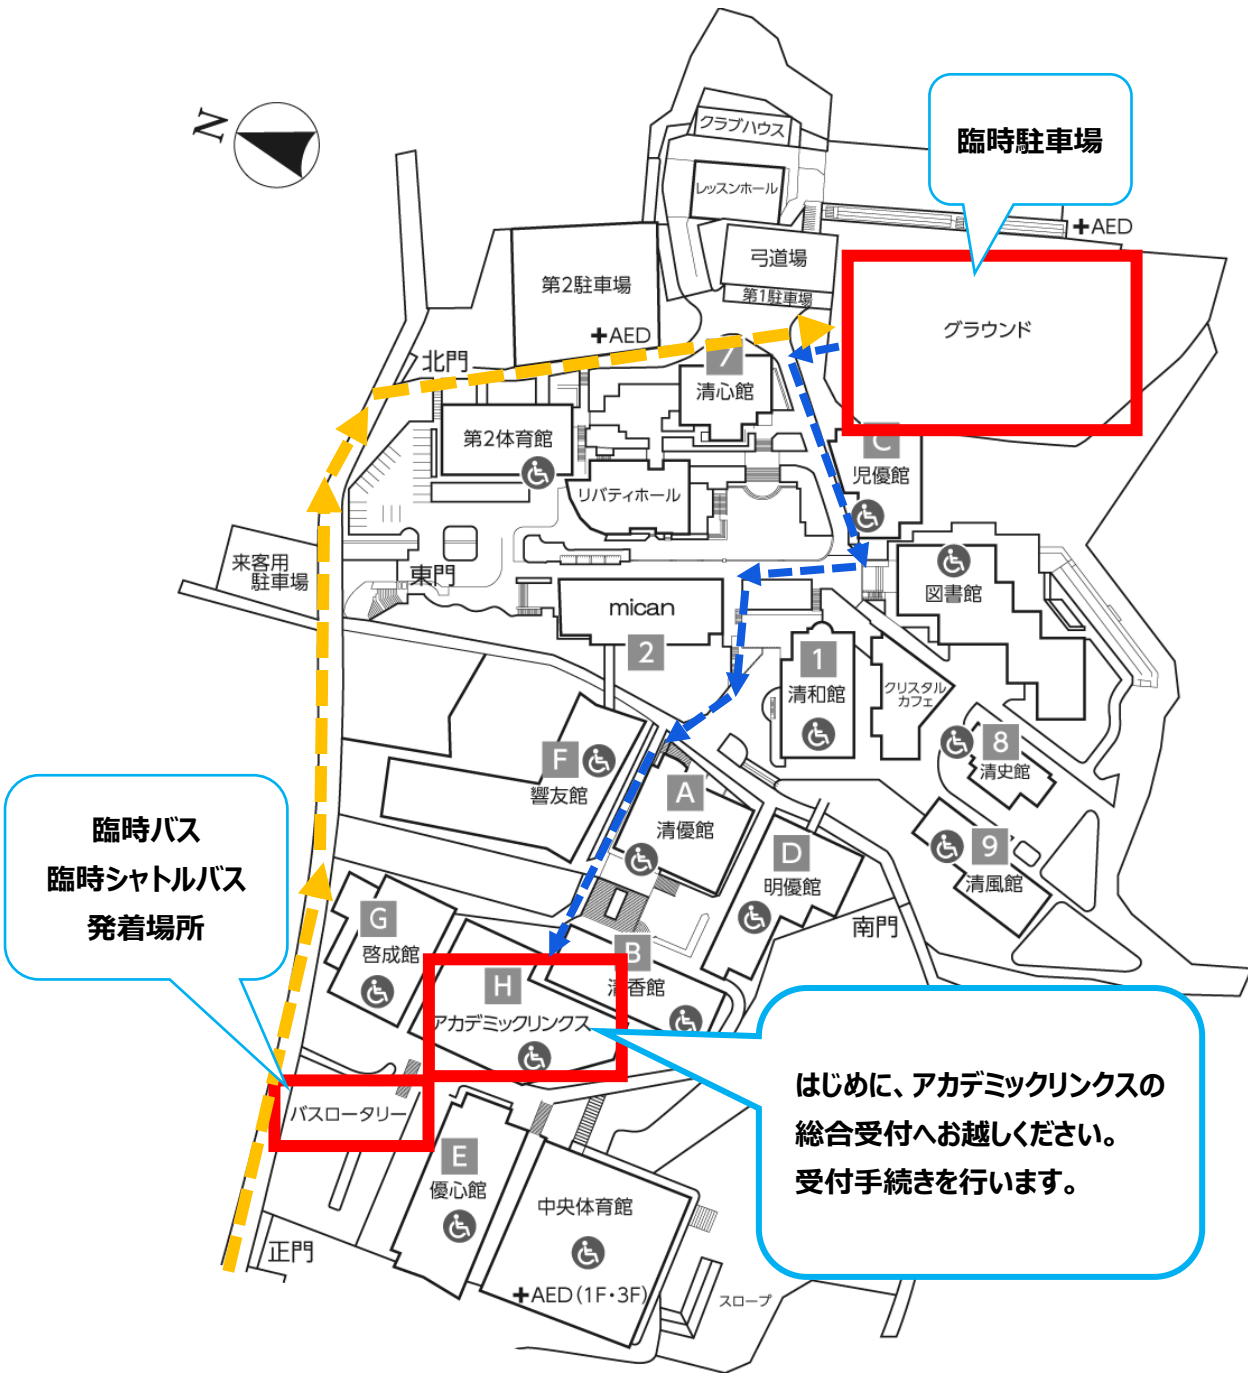 N
クラブハウス
臨時駐車場
レッスンホール
✚AED
弓道場
第1駐車場
第2駐車場
✚AED
グラウンド
北門
7
清心館
第2体育館
C
児優館
リバティホール
来客用
駐車場
東門
図書館
mican
2
1
清和館
クリスタル
カフェ
8
清史館
F
響友館
A
清優館
D
明優館
9
清風館
南門
臨時バス
臨時シャトルバス
発着場所
G
啓成館
B
清香館
H
アカデミックリンクス
はじめに、アカデミックリンクスの
総合受付へお越しください。
受付手続きを行います。
バスロータリー
E
優心館
中央体育館
正門
✚AED(1F・3F)
スロープ